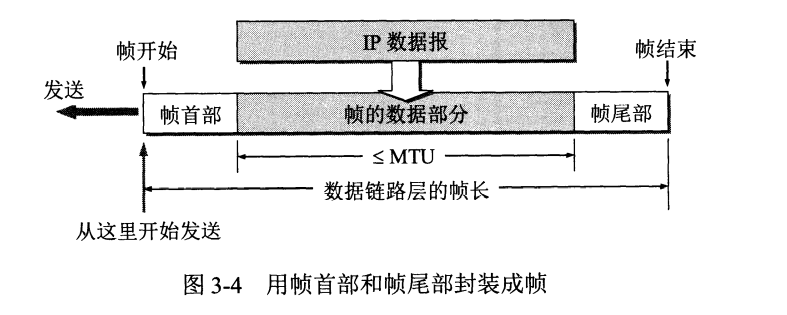 IP 数据报
帧开始
帧结束
发送
帧首部
帧的数据部分
帧尾部
≤ MTU
数据链路层的帧长
从这里开始发送
图 3-4 用帧首部和帧尾部封装成帧